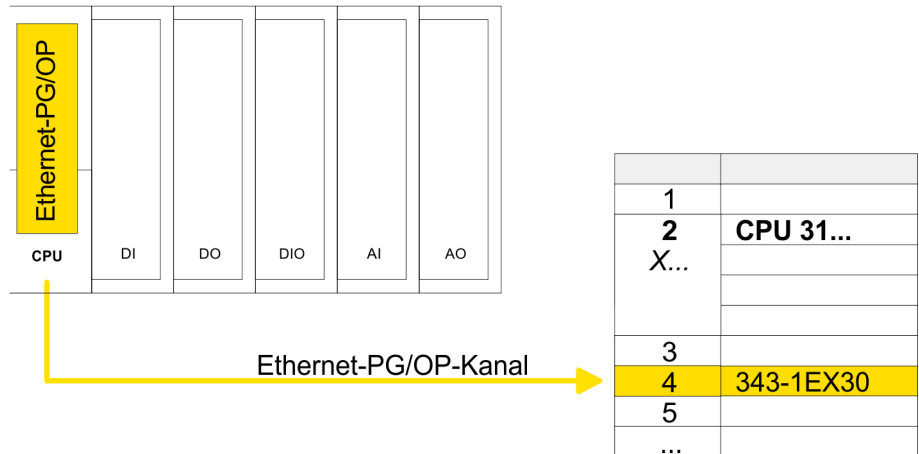 Ethernet-PG/OP
CPU
DI
DO
DIO
AI
AO
Ethernet-PG/OP-Kanal
1
2 CPU 31...
X...
3
4 343-1EX30
5
...